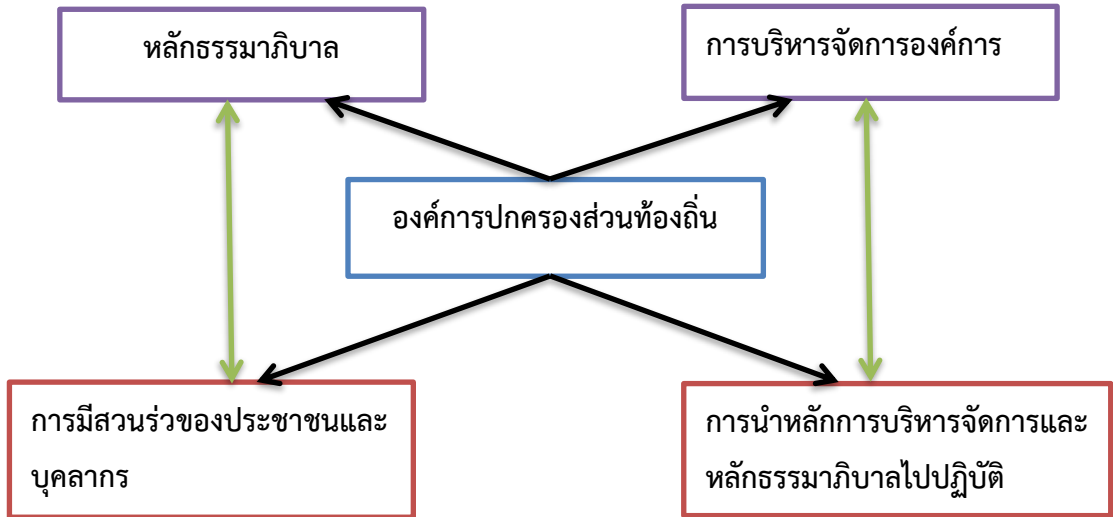 หลักธรรมาภิบาล
การบริหารจัดการองค์การ
องค์การปกครองส่วนท้องถิ่น
การมีสวนร่วของประชาชนและ
บุคลากร
การนำหลักการบริหารจัดการและ
หลักธรรมาภิบาลไปปฏิบัติ